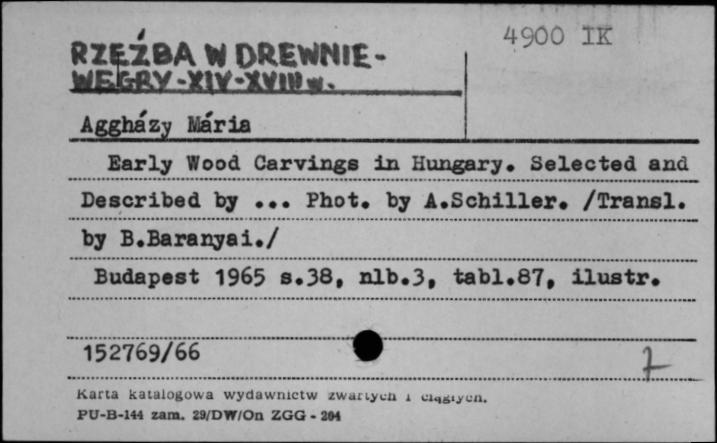 4900 IK
RZEŹBA W DREWNIE-
WĘGRY-XIV-XVIII w.
Aggházy Mária
Early Wood Carvings in Hungary. Selected and
Described by ... Phot. by A.Schiller. /Transl.
by B.Baranyai./
Budapest 1965 s.38, nlb.3, tabl.87, ilustr.
152769/66
7
Karta katalogowa wydawnictw zwartych i ciągłych.
PU-B-144 zam. 29/DW/On ZGG - 204